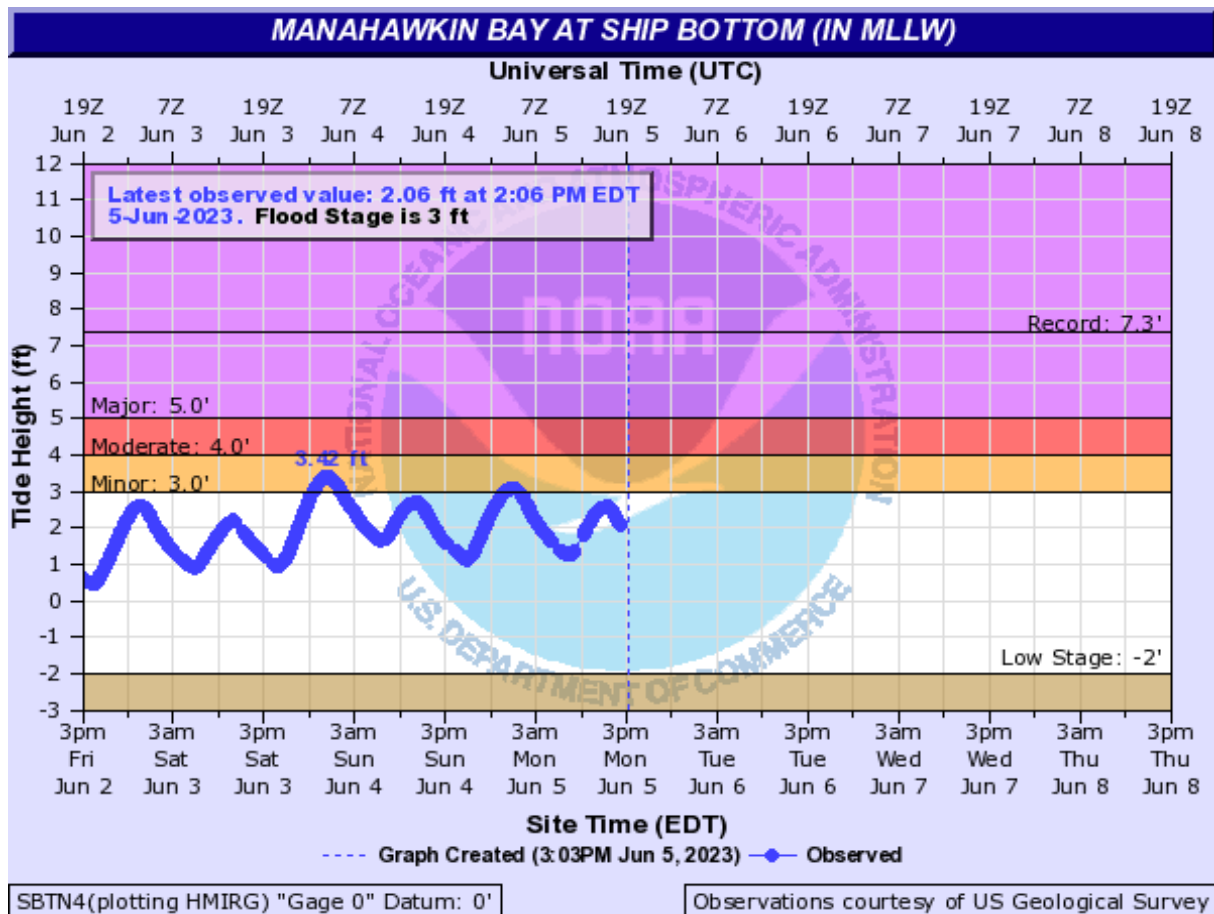 MANAHAWKIN BAY AT SHIP BOTTOM (IN MLLW)
Universal Time (UTC)
19Z 7Z 19Z 7Z 19Z 7Z 19Z 7Z 19Z 7Z 19Z 7Z 19Z
Jun 2 Jun 3 Jun 3 Jun 4 Jun 4 Jun 5 Jun 5 Jun 6 Jun 6 Jun 7 Jun 7 Jun 8 Jun 8
Latest observed value: 2.06 ft at 2:06 PM EDT
5-Jun-2023. Flood Stage is 3 ft
NATIONAL OCEANIC AND ATMOSPHERIC ADMINISTRATION
NOAA
U.S. DEPARTMENT OF COMMERCE
Tide Height (ft)
12
11
10
9
8
7
6
5
4
3
2
1
0
-1
-2
-3
Record: 7.3'
Major: 5.0'
Moderate: 4.0'
3.42 ft
Minor: 3.0'
Low Stage: -2'
3pm 3am 3pm 3am 3pm 3am 3pm 3am 3pm 3am 3pm 3am 3pm
Fri Sat Sat Sun Sun Mon Mon Tue Tue Wed Wed Thu Thu
Jun 2 Jun 3 Jun 3 Jun 4 Jun 4 Jun 5 Jun 5 Jun 6 Jun 6 Jun 7 Jun 7 Jun 8 Jun 8
Site Time (EDT)
Graph Created (3:03PM Jun 5, 2023) Observed
SBTN4(plotting HMIRG) "Gage 0" Datum: 0'
Observations courtesy of US Geological Survey